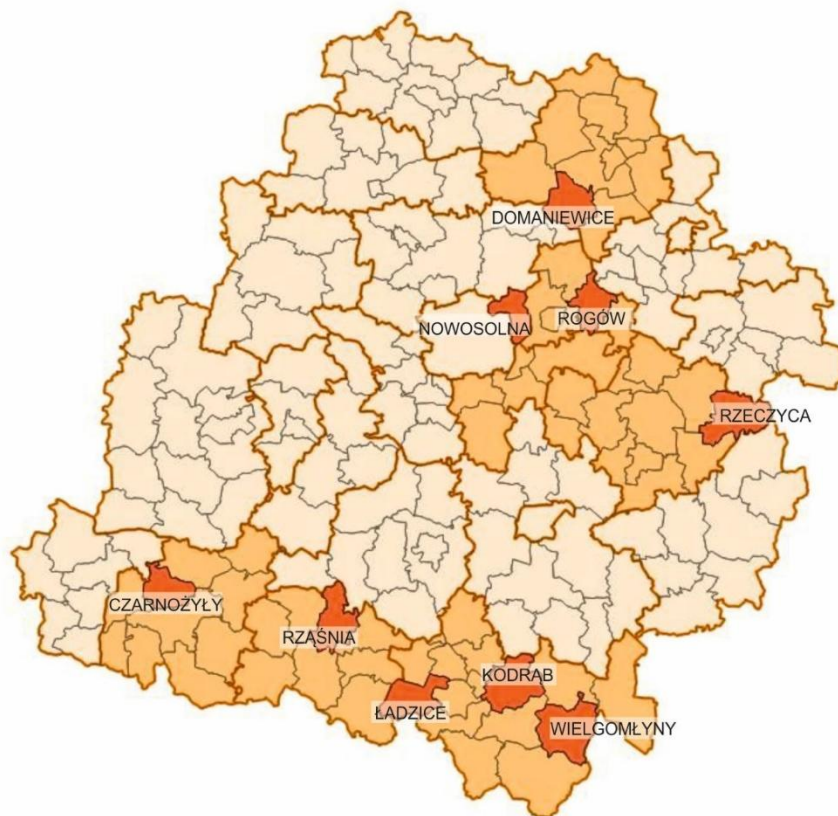 DOMANIEWICE
NOWOSOLNA
ROGÓW
RZECZYCA
CZARNOŻYŁY
RZĄŚNIA
KODRĄB
ŁADZICE
WIELGOMŁYNY